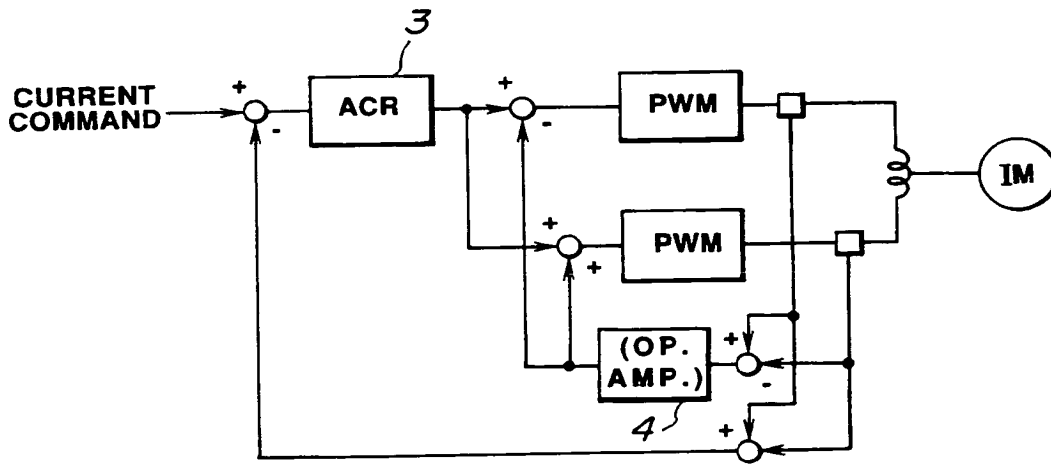 3
CURRENT
COMMAND
+
-
ACR
+
-
PWM
IM
+
+
PWM
(OP.
AMP.)
4
+
-
+